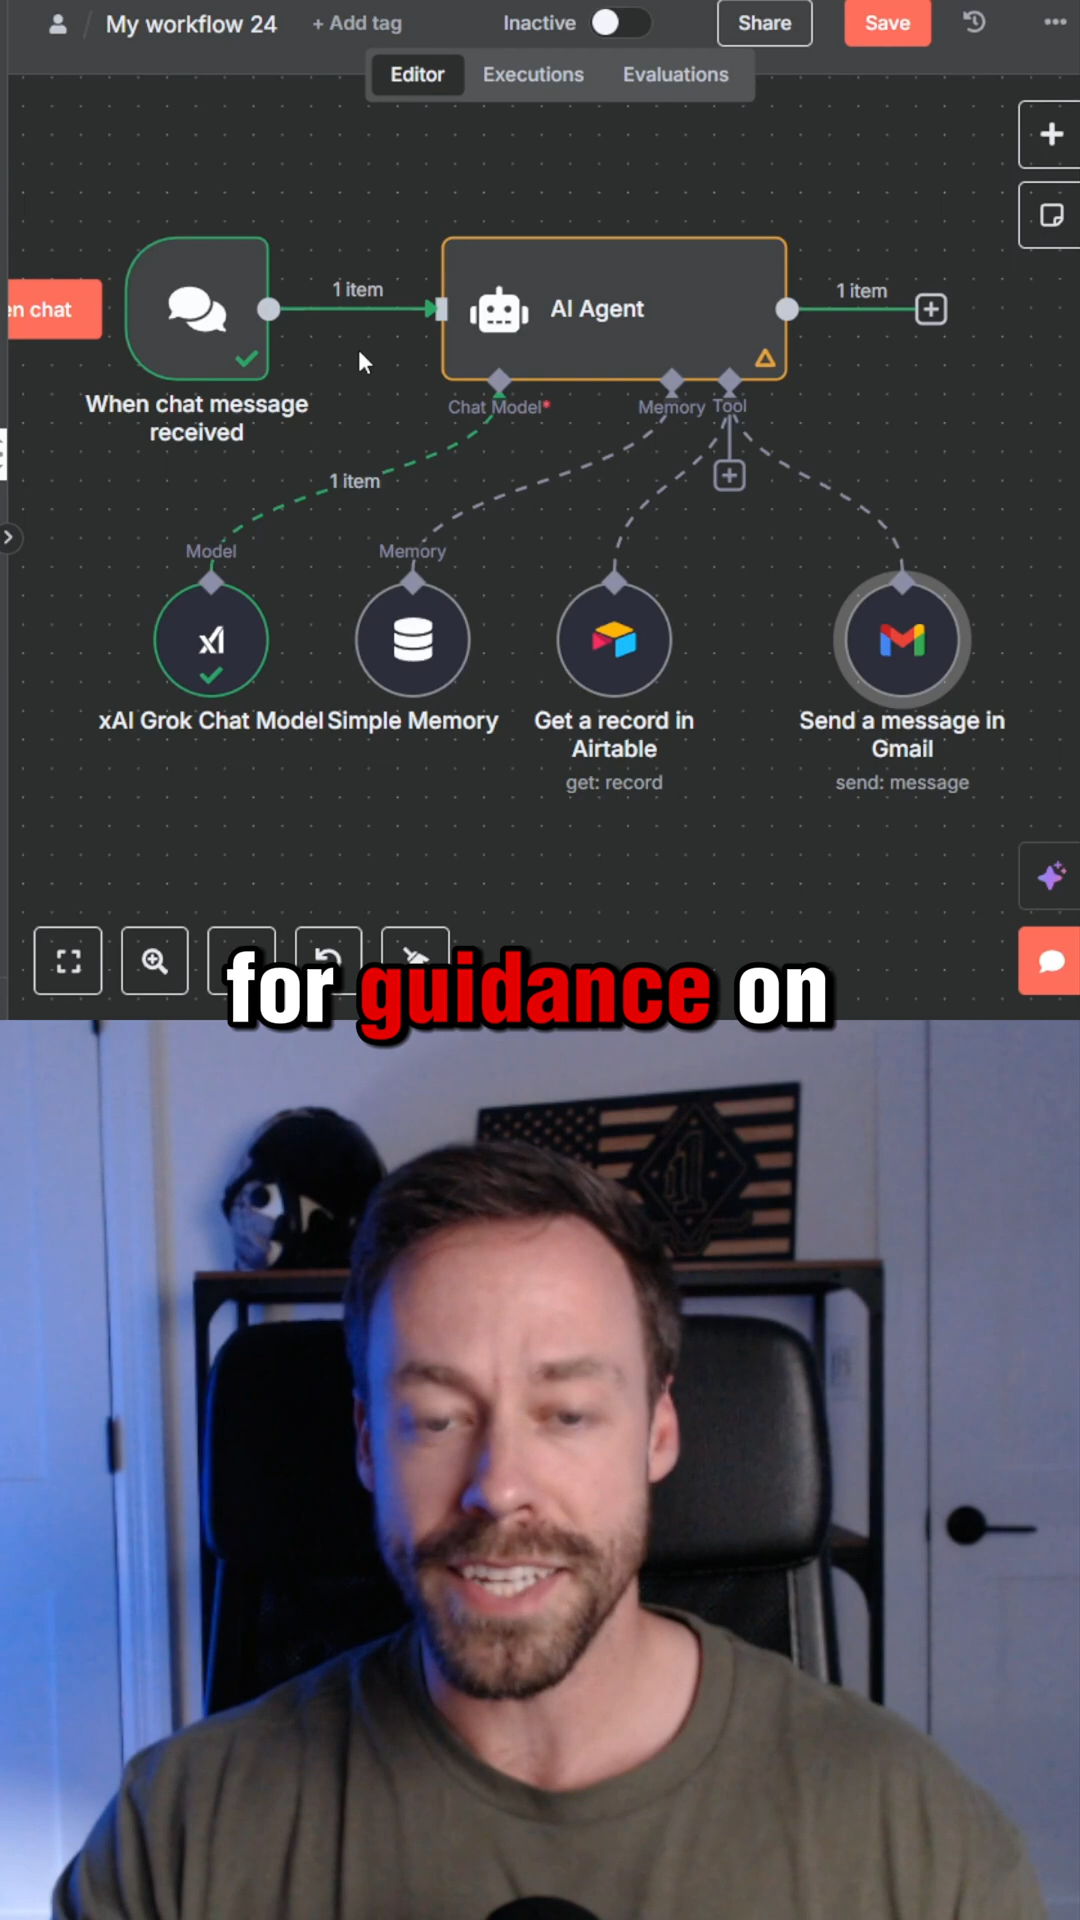 My workflow 24
+ Add tag
Inactive
Share
Save
Editor
Executions
Evaluations
en chat
1 item
AI Agent
1 item
When chat message
received
Chat Model*
Memory
Tool
1 item
Model
Memory
xAI Grok Chat Model
Simple Memory
Get a record in
Airtable
get: record
Send a message in
Gmail
send: message
for guidance on